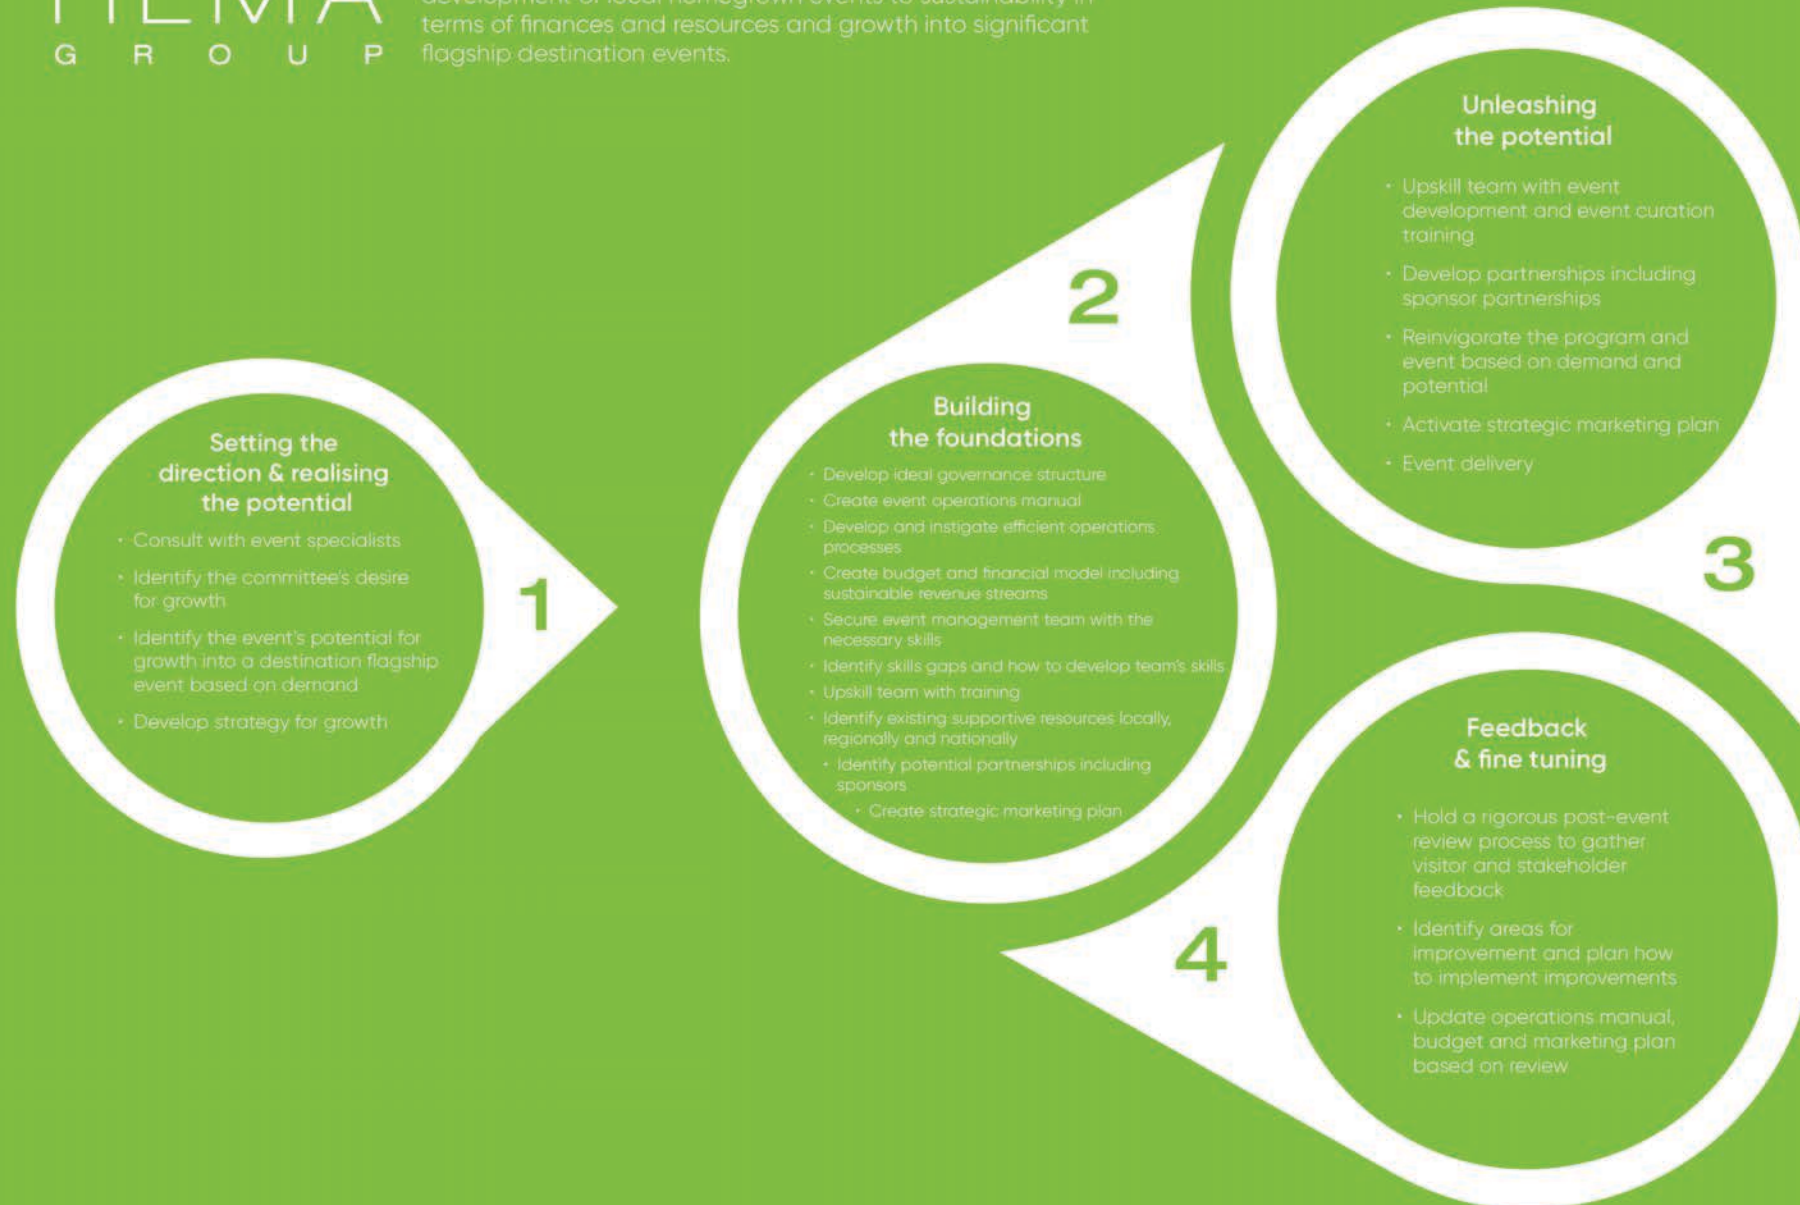 GROUP
terms of finances and resources and growth into significant
flagship destination events.
1
Setting the
direction & realising
the potential
• Consult with event specialists
• Identify the committee's desire
for growth
• Identify the event's potential for
growth into a destination flagship
event based on demand
• Develop strategy for growth
2
Building
the foundations
• Develop ideal governance structure
• Create event operations manual
• Develop and instigate efficient operations
processes
• Create budget and financial model including
sustainable revenue streams
• Secure event management team with the
necessary skills
• Identify skills gaps and how to develop team's skills
• Upskill team with training
• Identify existing supportive resources locally,
regionally and nationally
• Identify potential partnerships including
sponsors
• Create strategic marketing plan
Unleashing
the potential
• Upskill team with event
development and event curation
training
• Develop partnerships including
sponsor partnerships
• Reinvigorate the program and
event based on demand and
potential
• Activate strategic marketing plan
• Event delivery
3
Feedback
& fine tuning
• Hold a rigorous post-event
review process to gather
visitor and stakeholder
feedback
• Identify areas for
improvement and plan how
to implement improvements
• Update operations manual,
budget and marketing plan
based on review
4